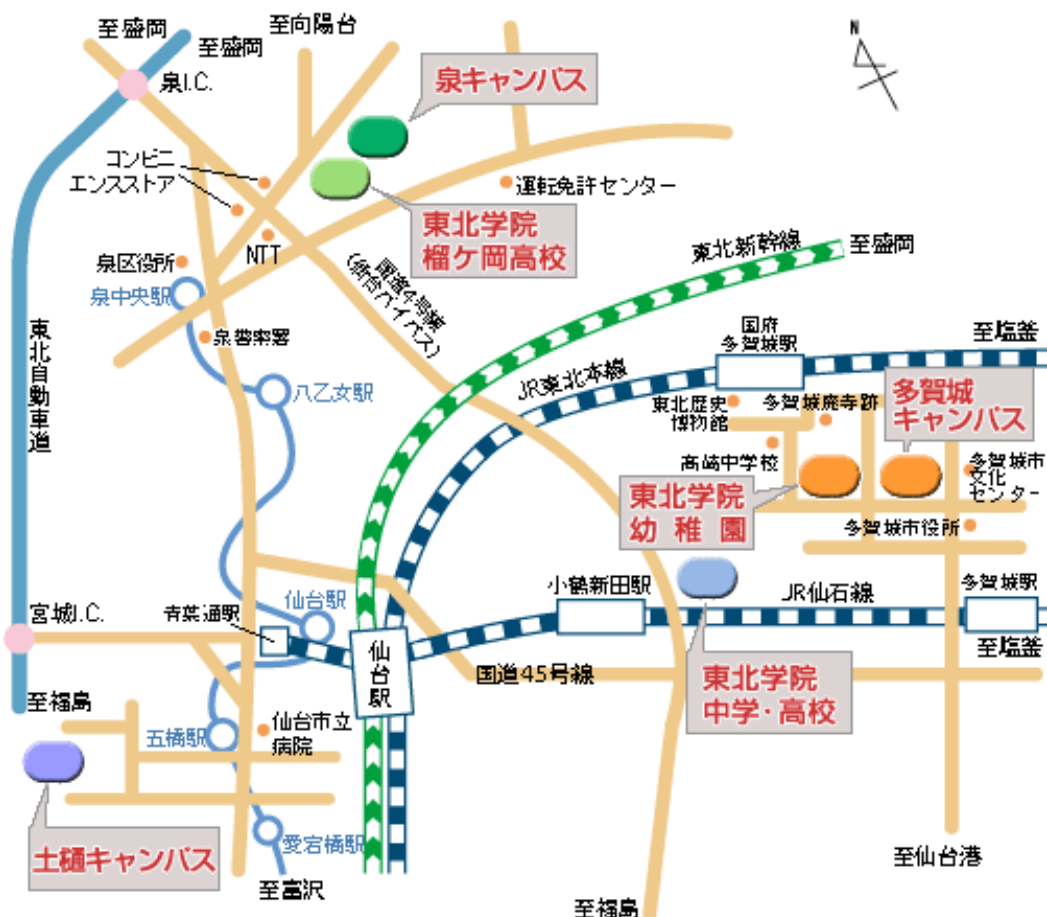 至盛岡
至盛岡
至向陽台
N
泉I.C.
泉キャンパス
コンビニ
エンスストア
運転免許センター
東北学院
榴ケ岡高校
NTT
泉区役所
泉中央駅
国道4号線
(仙台バイパス)
東北新幹線
至盛岡
泉警察署
東北自動車道
八乙女駅
JR東北本線
国府
多賀城駅
至塩釜
東北歴史
博物館
多賀城廃寺跡
多賀城
キャンパス
高崎中学校
多賀城市
文化
センター
東北学院
幼稚園
多賀城市役所
宮城I.C.
青葉通駅
仙台駅
小鶴新田駅
JR仙石線
多賀城駅
至塩釜
仙台駅
国道45号線
東北学院
中学・高校
至福島
五橋駅
仙台市立
病院
土樋キャンパス
愛宕橋駅
至富沢
至仙台港
至福島